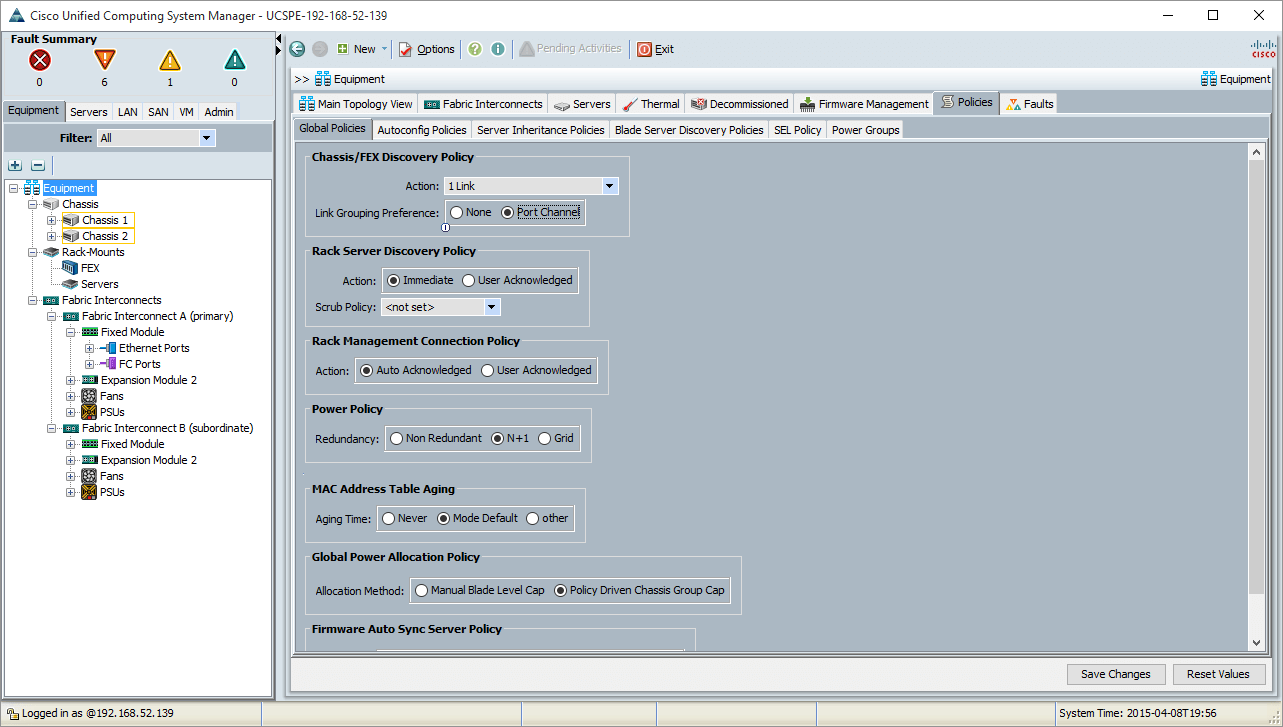 Cisco Unified Computing System Manager - UCSPE-192-168-52-139
Fault Summary
0 6 1 0
New Options Pending Activities Exit
CISCO
>> Equipment Equipment
Equipment Servers LAN SAN VM Admin
Filter: All
Main Topology View Fabric Interconnects Servers Thermal Decommissioned Firmware Management Policies Faults
Global Policies Autoconfig Policies Server Inheritance Policies Blade Server Discovery Policies SEL Policy Power Groups
Equipment
Chassis
Chassis 1
Chassis 2
Rack-Mounts
FEX
Servers
Fabric Interconnects
Fabric Interconnect A (primary)
Fixed Module
Ethernet Ports
FC Ports
Expansion Module 2
Fans
PSUs
Fabric Interconnect B (subordinate)
Fixed Module
Expansion Module 2
Fans
PSUs
Chassis/FEX Discovery Policy
Action: 1 Link
Link Grouping Preference: None Port Channel
Rack Server Discovery Policy
Action: Immediate User Acknowledged
Scrub Policy: <not set>
Rack Management Connection Policy
Action: Auto Acknowledged User Acknowledged
Power Policy
Redundancy: Non Redundant N+1 Grid
MAC Address Table Aging
Aging Time: Never Mode Default other
Global Power Allocation Policy
Allocation Method: Manual Blade Level Cap Policy Driven Chassis Group Cap
Firmware Auto Sync Server Policy
Save Changes Reset Values
Logged in as @192.168.52.139
System Time: 2015-04-08T19:56